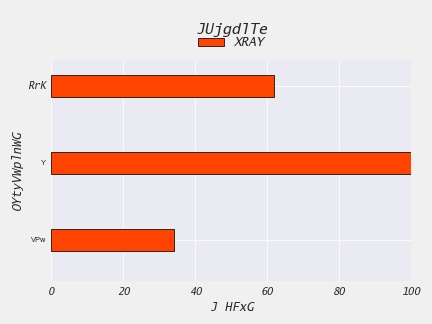 JUjgdlTe
XRAY
RrK
Y
VPw
OYtyVWplnWG
0 20 40 60 80 100
J HFxG